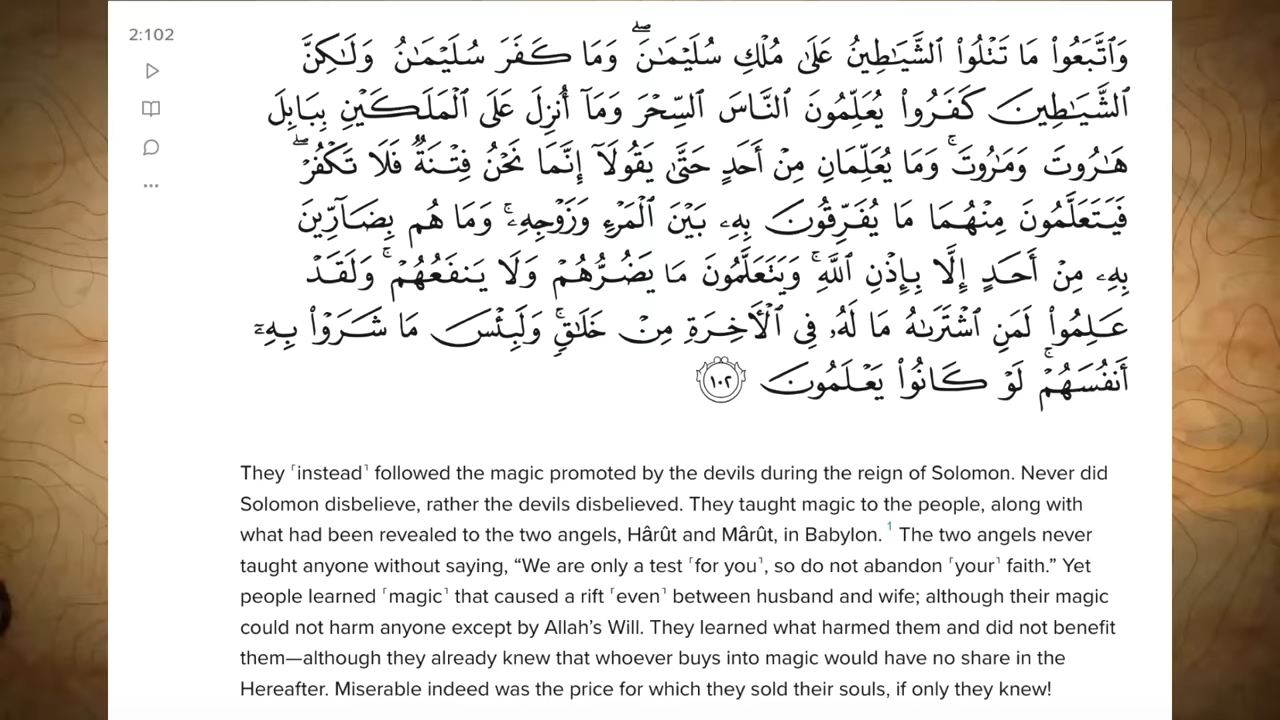 2:102
وَٱتَّبَعُوا۟ مَا تَتْلُوا۟ ٱلشَّيَـٰطِينُ عَلَىٰ مُلْكِ سُلَيْمَـٰنَ ۖ وَمَا كَفَرَ سُلَيْمَـٰنُ وَلَـٰكِنَّ
ٱلشَّيَـٰطِينَ كَفَرُوا۟ يُعَلِّمُونَ ٱلنَّاسَ ٱلسِّحْرَ وَمَآ أُنزِلَ عَلَى ٱلْمَلَكَيْنِ بِبَابِلَ
هَـٰرُوتَ وَمَـٰرُوتَ ۚ وَمَا يُعَلِّمَانِ مِنْ أَحَدٍ حَتَّىٰ يَقُولَآ إِنَّمَا نَحْنُ فِتْنَةٌ فَلَا تَكْفُرْ ۖ
فَيَتَعَلَّمُونَ مِنْهُمَا مَا يُفَرِّقُونَ بِهِۦ بَيْنَ ٱلْمَرْءِ وَزَوْجِهِۦ ۚ وَمَا هُم بِضَآرِّينَ
بِهِۦ مِنْ أَحَدٍ إِلَّا بِإِذْنِ ٱللَّهِ ۚ وَيَتَعَلَّمُونَ مَا يَضُرُّهُمْ وَلَا يَنفَعُهُمْ ۚ وَلَقَدْ
عَلِمُوا۟ لَمَنِ ٱشْتَرَىٰهُ مَا لَهُۥ فِى ٱلْـَٔاخِرَةِ مِنْ خَلَـٰقٍ ۚ وَلَبِئْسَ مَا شَرَوْا۟ بِهِۦٓ
أَنفُسَهُمْ ۚ لَوْ كَانُوا۟ يَعْلَمُونَ ١٠٢
They ˹instead˺ followed the magic promoted by the devils during the reign of Solomon. Never did
Solomon disbelieve, rather the devils disbelieved. They taught magic to the people, along with
what had been revealed to the two angels, Hârût and Mârût, in Babylon. 1 The two angels never
taught anyone without saying, “We are only a test ˹for you˺, so do not abandon ˹your˺ faith.” Yet
people learned ˹magic˺ that caused a rift ˹even˺ between husband and wife; although their magic
could not harm anyone except by Allah’s Will. They learned what harmed them and did not benefit
them—although they already knew that whoever buys into magic would have no share in the
Hereafter. Miserable indeed was the price for which they sold their souls, if only they knew!